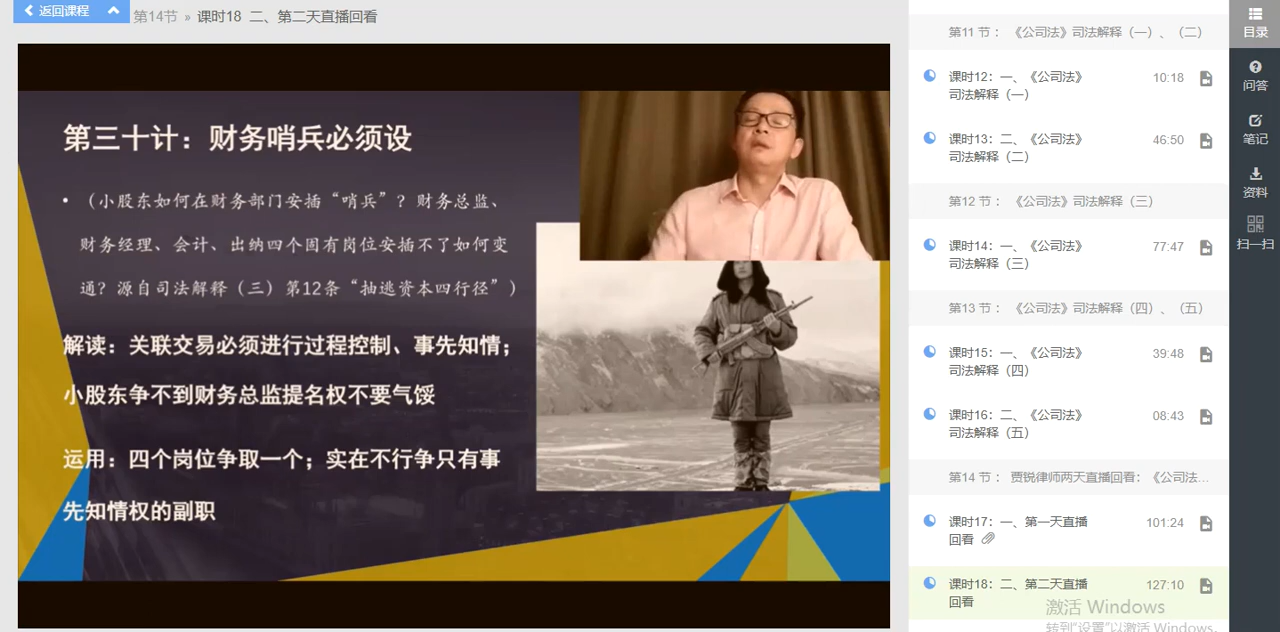 返回课程
第14节 » 课时18 二、第二天直播回看
第三十计：财务哨兵必须设
• （小股东如何在财务部门安插“哨兵”？财务总监、
财务经理、会计、出纳四个固有岗位安插不了如何变
通？源自司法解释（三）第12条“抽逃资本四行径”）
解读：关联交易必须进行过程控制、事先知情；
小股东争不到财务总监提名权不要气馁
运用：四个岗位争取一个；实在不行争只有事
先知情权的副职
第11 节： 《公司法》司法解释（一）、（二）
课时12：一、《公司法》 10:18
司法解释（一）
课时13：二、《公司法》 46:50
司法解释（二）
第12 节： 《公司法》司法解释（三）
课时14：一、《公司法》 77:47
司法解释（三）
第13 节： 《公司法》司法解释（四）、（五）
课时15：一、《公司法》 39:48
司法解释（四）
课时16：二、《公司法》 08:43
司法解释（五）
第14 节： 贾锐律师两天直播回看：《公司法...
课时17：一、第一天直播 101:24
回看
课时18：二、第二天直播 127:10
回看
目录
问答
笔记
资料
扫一扫
激活 Windows
转到“设置”以激活 Windows。